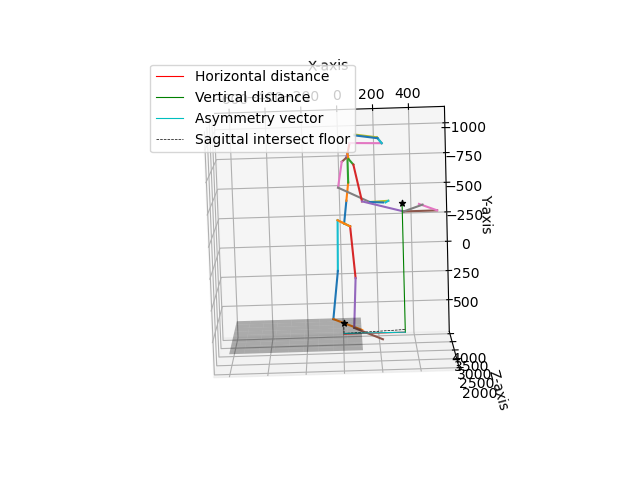 X-axis
Horizontal distance
Vertical distance
Asymmetry vector
Sagittal intersect floor
0 200 400
−1000
−750
−500
−250
0
250
500
Y-axis
4000
3500
3000
2500
2000
Z-axis